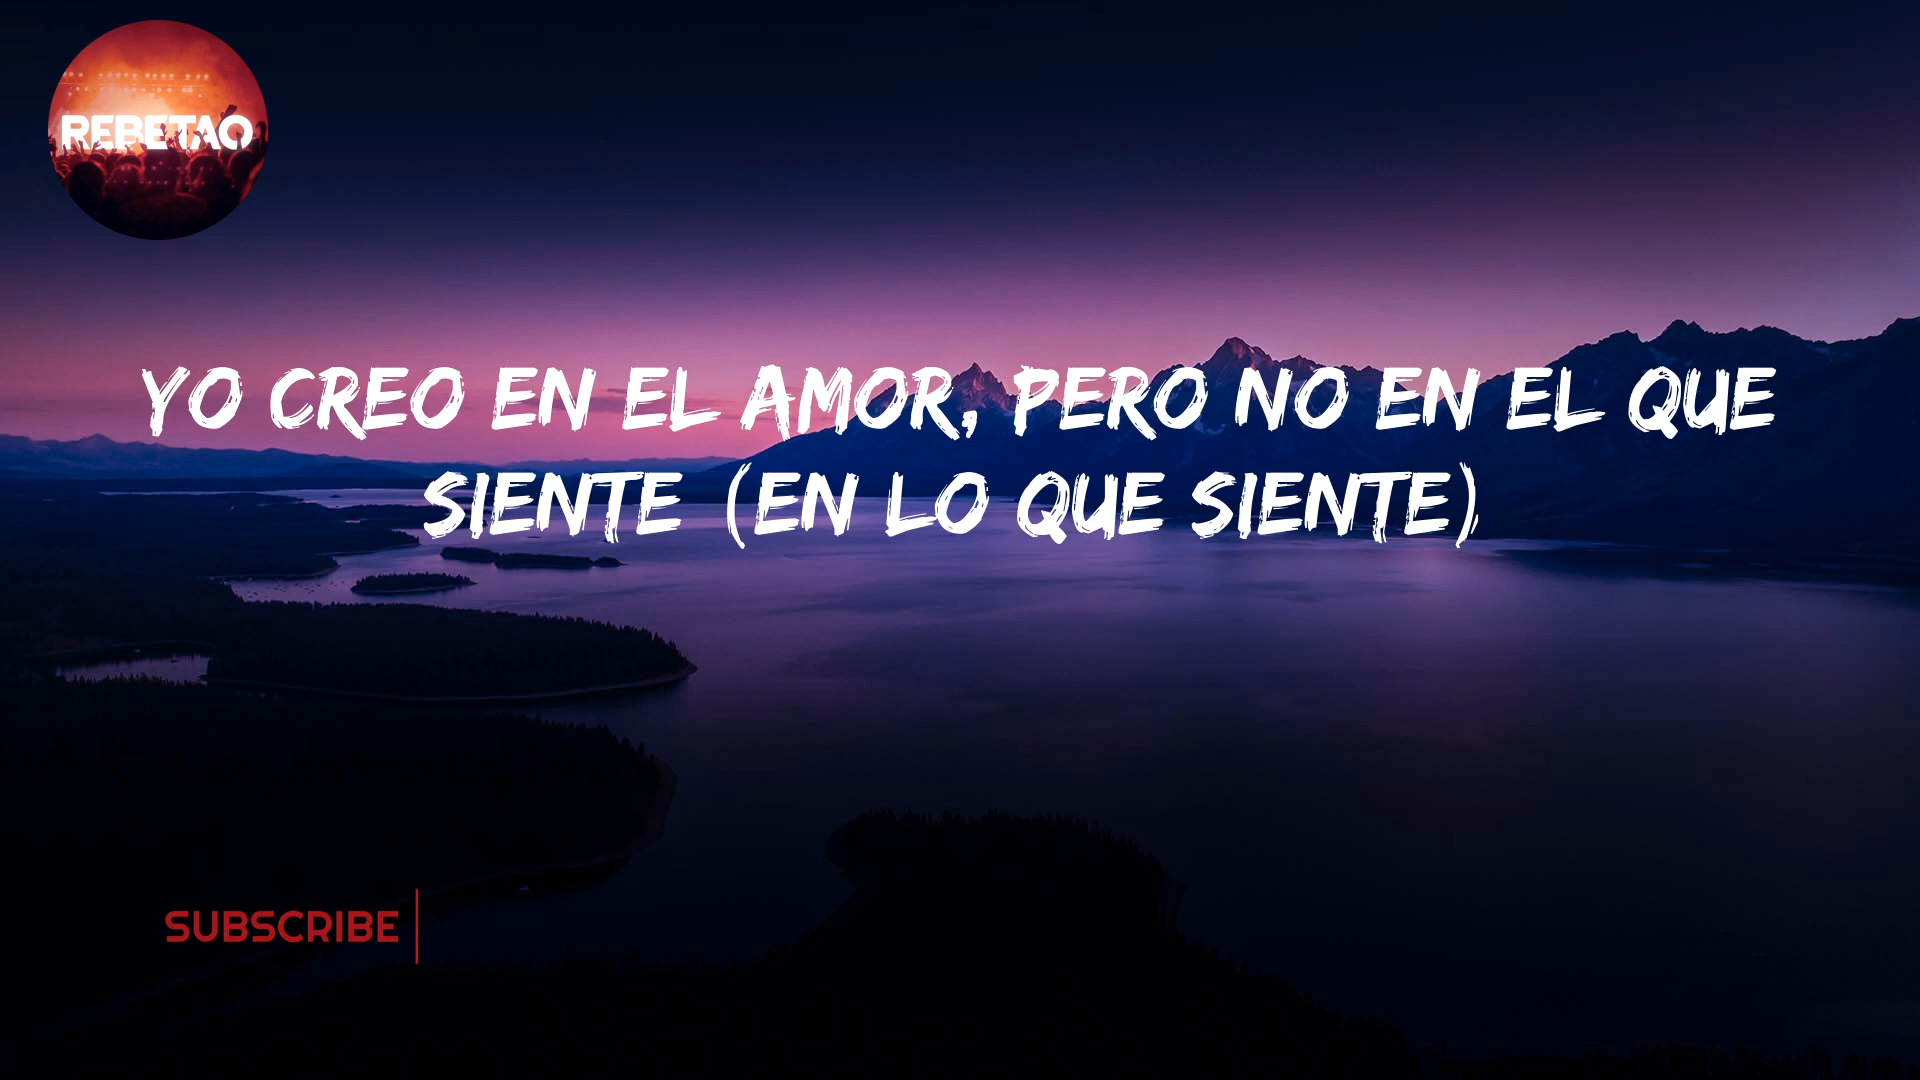 REBETAO
YO CREO EN EL AMOR, PERO NO EN EL QUE
SIENTE (EN LO QUE SIENTE)
SUBSCRIBE